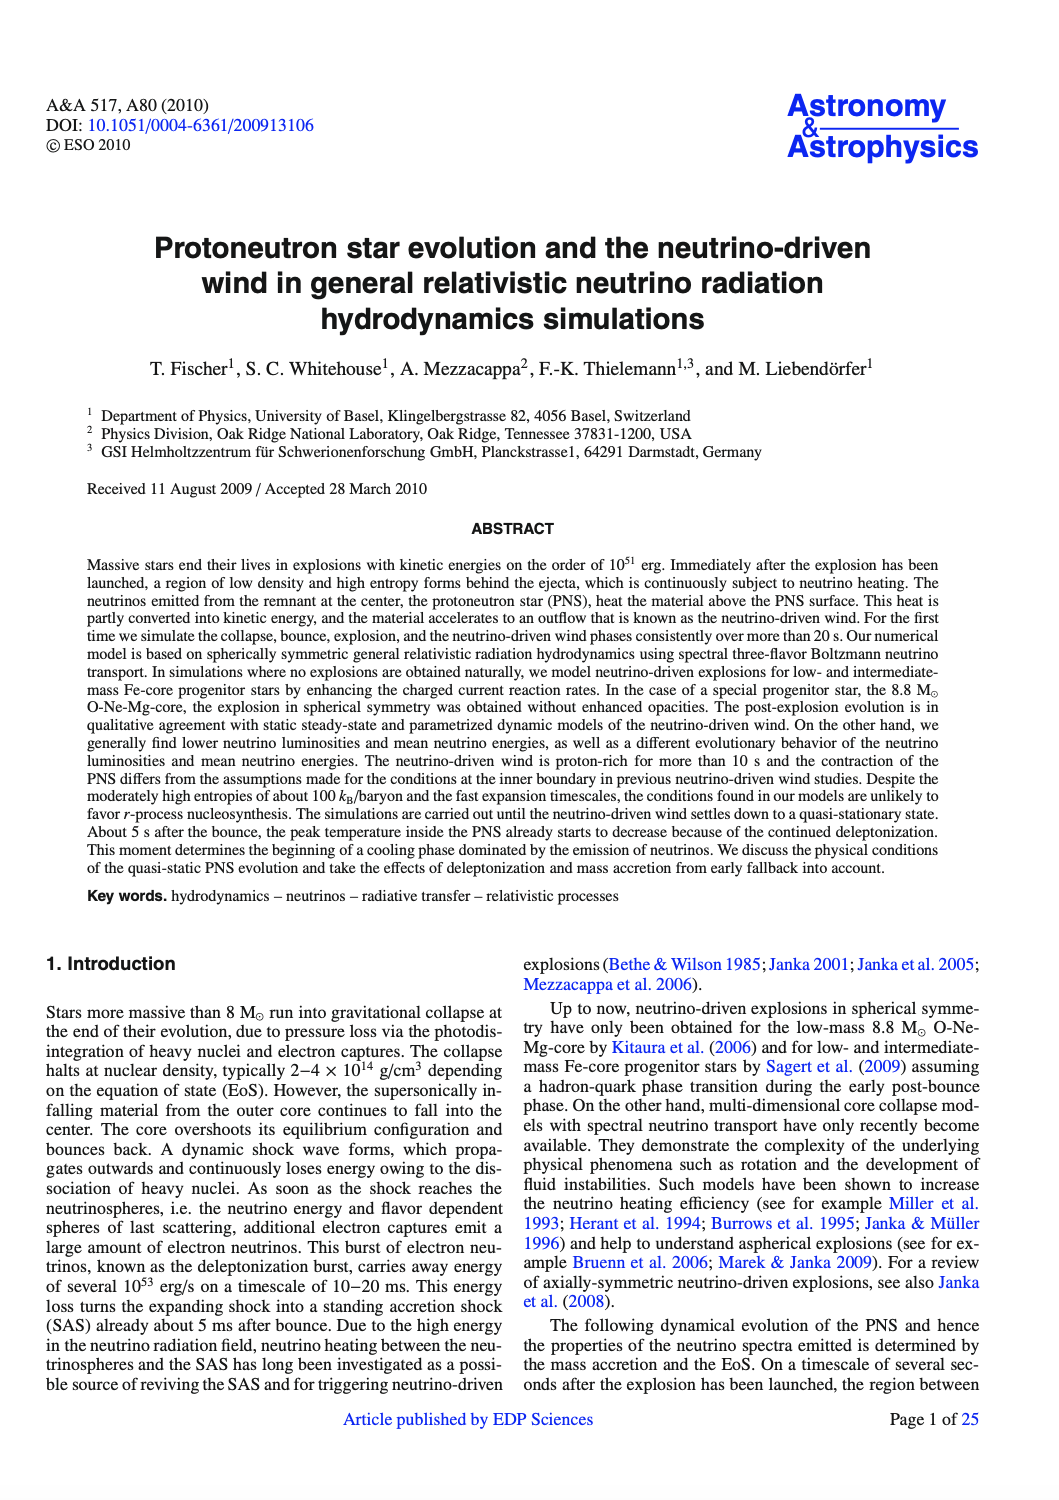 A&A 517, A80 (2010)
DOI: 10.1051/0004-6361/200913106
© ESO 2010
Astronomy
&
Astrophysics
Protoneutron star evolution and the neutrino-driven
wind in general relativistic neutrino radiation
hydrodynamics simulations
T. Fischer¹, S. C. Whitehouse¹, A. Mezzacappa², F.-K. Thielemann¹,³, and M. Liebendörfer¹
¹ Department of Physics, University of Basel, Klingelbergstrasse 82, 4056 Basel, Switzerland
² Physics Division, Oak Ridge National Laboratory, Oak Ridge, Tennessee 37831-1200, USA
³ GSI Helmholtzzentrum für Schwerionenforschung GmbH, Planckstrasse1, 64291 Darmstadt, Germany
Received 11 August 2009 / Accepted 28 March 2010
ABSTRACT
Massive stars end their lives in explosions with kinetic energies on the order of 10⁵¹ erg. Immediately after the explosion has been
launched, a region of low density and high entropy forms behind the ejecta, which is continuously subject to neutrino heating. The
neutrinos emitted from the remnant at the center, the protoneutron star (PNS), heat the material above the PNS surface. This heat is
partly converted into kinetic energy, and the material accelerates to an outflow that is known as the neutrino-driven wind. For the first
time we simulate the collapse, bounce, explosion, and the neutrino-driven wind phases consistently over more than 20 s. Our numerical
model is based on spherically symmetric general relativistic radiation hydrodynamics using spectral three-flavor Boltzmann neutrino
transport. In simulations where no explosions are obtained naturally, we model neutrino-driven explosions for low- and intermediate-
mass Fe-core progenitor stars by enhancing the charged current reaction rates. In the case of a special progenitor star, the 8.8 M⊙
O-Ne-Mg-core, the explosion in spherical symmetry was obtained without enhanced opacities. The post-explosion evolution is in
qualitative agreement with static steady-state and parametrized dynamic models of the neutrino-driven wind. On the other hand, we
generally find lower neutrino luminosities and mean neutrino energies, as well as a different evolutionary behavior of the neutrino
luminosities and mean neutrino energies. The neutrino-driven wind is proton-rich for more than 10 s and the contraction of the
PNS differs from the assumptions made for the conditions at the inner boundary in previous neutrino-driven wind studies. Despite the
moderately high entropies of about 100 k_B/baryon and the fast expansion timescales, the conditions found in our models are unlikely to
favor r-process nucleosynthesis. The simulations are carried out until the neutrino-driven wind settles down to a quasi-stationary state.
About 5 s after the bounce, the peak temperature inside the PNS already starts to decrease because of the continued deleptonization.
This moment determines the beginning of a cooling phase dominated by the emission of neutrinos. We discuss the physical conditions
of the quasi-static PNS evolution and take the effects of deleptonization and mass accretion from early fallback into account.
Key words. hydrodynamics – neutrinos – radiative transfer – relativistic processes
1. Introduction
Stars more massive than 8 M⊙ run into gravitational collapse at
the end of their evolution, due to pressure loss via the photodis-
integration of heavy nuclei and electron captures. The collapse
halts at nuclear density, typically 2−4 × 10¹⁴ g/cm³ depending
on the equation of state (EoS). However, the supersonically in-
falling material from the outer core continues to fall into the
center. The core overshoots its equilibrium configuration and
bounces back. A dynamic shock wave forms, which propa-
gates outwards and continuously loses energy owing to the dis-
sociation of heavy nuclei. As soon as the shock reaches the
neutrinospheres, i.e. the neutrino energy and flavor dependent
spheres of last scattering, additional electron captures emit a
large amount of electron neutrinos. This burst of electron neu-
trinos, known as the deleptonization burst, carries away energy
of several 10⁵³ erg/s on a timescale of 10−20 ms. This energy
loss turns the expanding shock into a standing accretion shock
(SAS) already about 5 ms after bounce. Due to the high energy
in the neutrino radiation field, neutrino heating between the neu-
trinospheres and the SAS has long been investigated as a possi-
ble source of reviving the SAS and for triggering neutrino-driven
explosions (Bethe & Wilson 1985; Janka 2001; Janka et al. 2005;
Mezzacappa et al. 2006).
Up to now, neutrino-driven explosions in spherical symme-
try have only been obtained for the low-mass 8.8 M⊙ O-Ne-
Mg-core by Kitaura et al. (2006) and for low- and intermediate-
mass Fe-core progenitor stars by Sagert et al. (2009) assuming
a hadron-quark phase transition during the early post-bounce
phase. On the other hand, multi-dimensional core collapse mod-
els with spectral neutrino transport have only recently become
available. They demonstrate the complexity of the underlying
physical phenomena such as rotation and the development of
fluid instabilities. Such models have been shown to increase
the neutrino heating efficiency (see for example Miller et al.
1993; Herant et al. 1994; Burrows et al. 1995; Janka & Müller
1996) and help to understand aspherical explosions (see for ex-
ample Bruenn et al. 2006; Marek & Janka 2009). For a review
of axially-symmetric neutrino-driven explosions, see also Janka
et al. (2008).
The following dynamical evolution of the PNS and hence
the properties of the neutrino spectra emitted is determined by
the mass accretion and the EoS. On a timescale of several sec-
onds after the explosion has been launched, the region between
Article published by EDP Sciences
Page 1 of 25